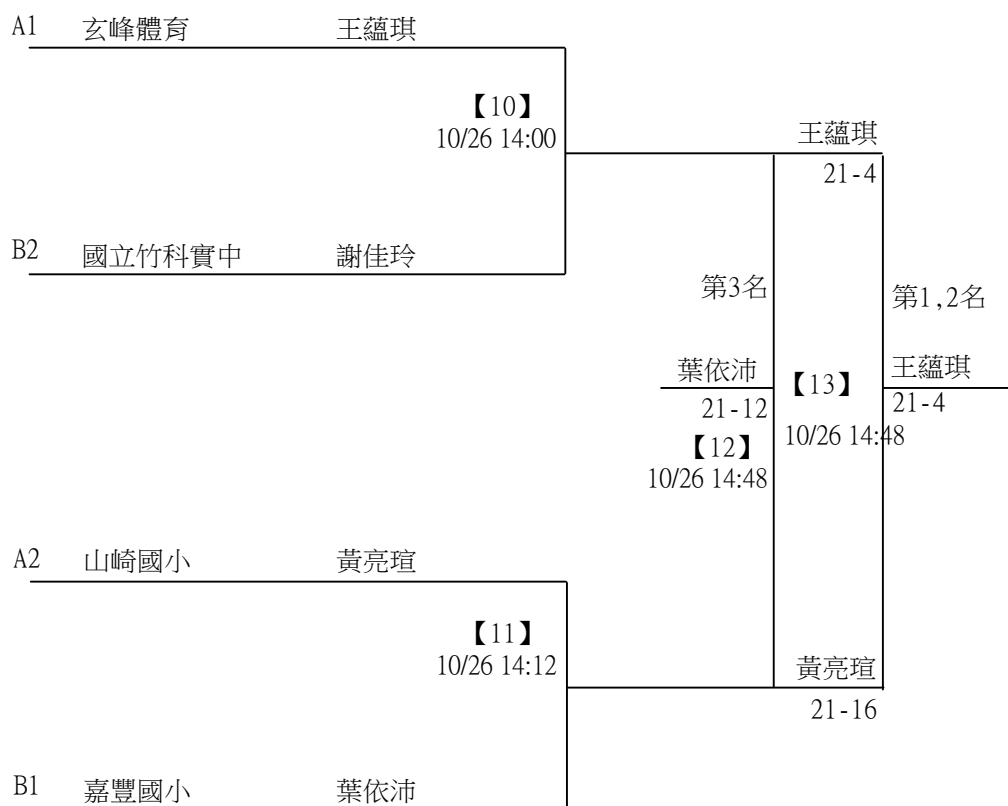 A1 玄峰體育 王蘊琪
【10】
10/26 14:00
王蘊琪
21-4
B2 國立竹科實中 謝佳玲
第3名
第1,2名
葉依沛
21-12
【12】
10/26 14:48
【13】
10/26 14:48
王蘊琪
21-4
A2 山崎國小 黃亮瑄
【11】
10/26 14:12
黃亮瑄
21-16
B1 嘉豐國小 葉依沛